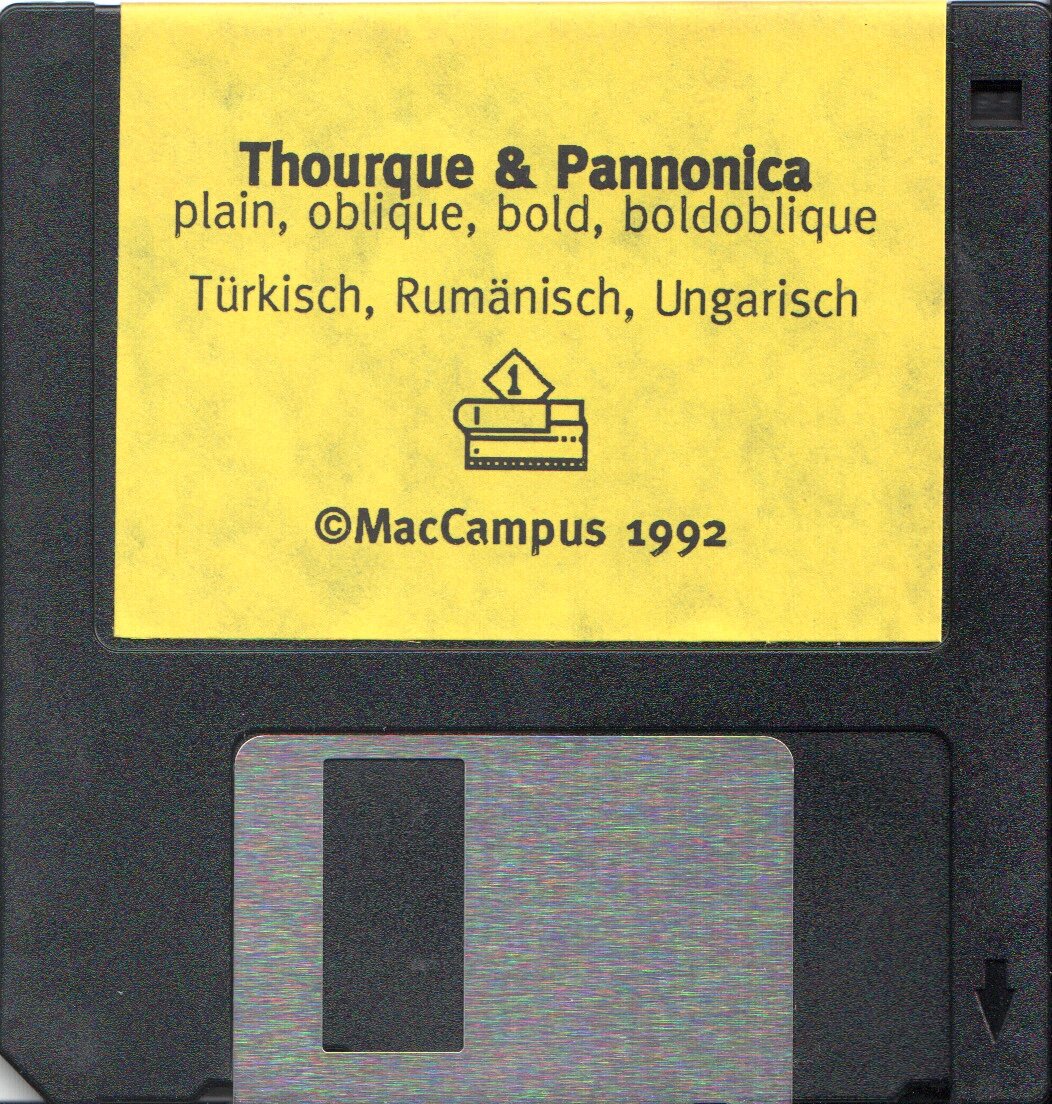 Thourque & Pannonica
plain, oblique, bold, boldoblique
Türkisch, Rumänisch, Ungarisch
1
©MacCampus 1992